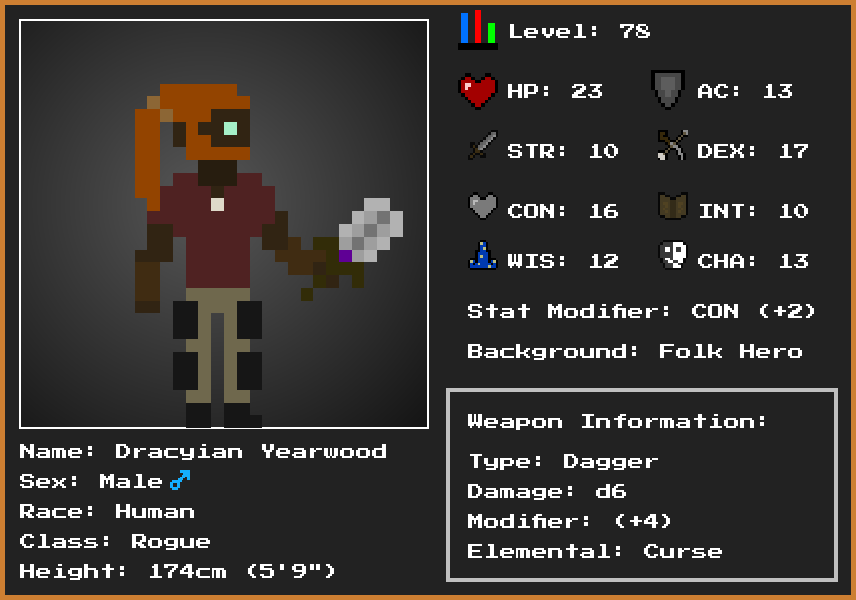 Level: 78
HP: 23 AC: 13
STR: 10 DEX: 17
CON: 16 INT: 10
WIS: 12 CHA: 13
Stat Modifier: CON (+2)
Background: Folk Hero
Weapon Information:
Type: Dagger
Damage: d6
Modifier: (+4)
Elemental: Curse
Name: Dracyian Yearwood
Sex: Male ♂
Race: Human
Class: Rogue
Height: 174cm (5'9")